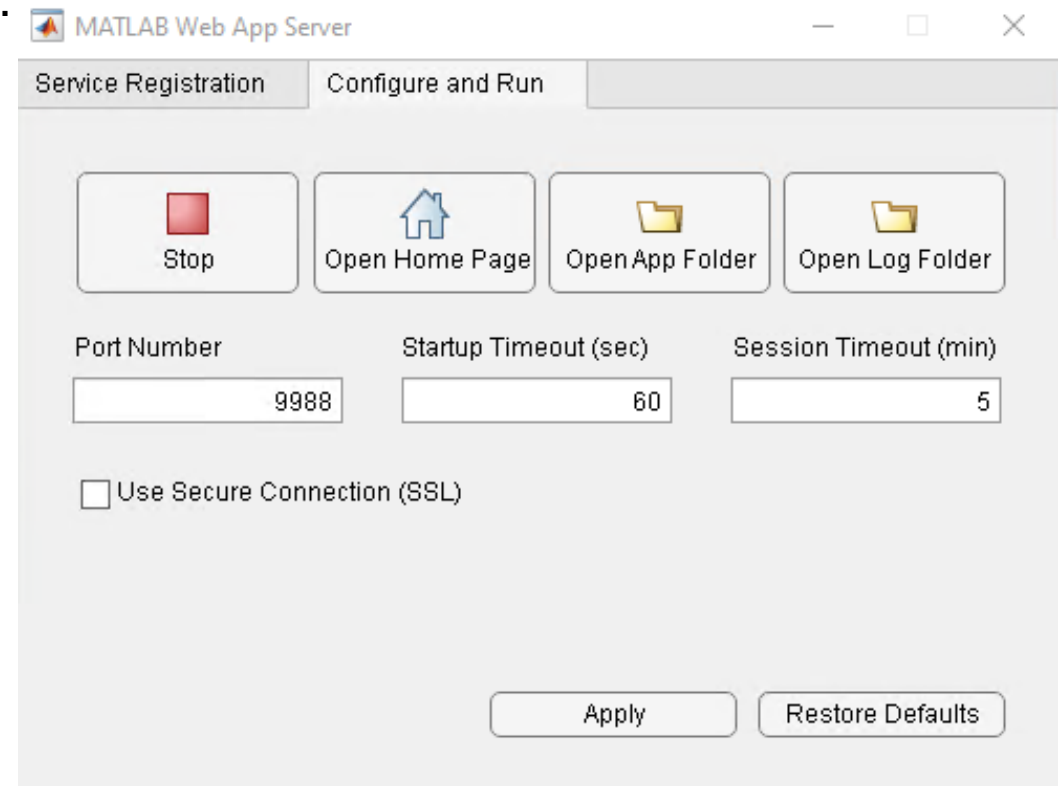 MATLAB Web App Server
Service Registration Configure and Run
Stop Open Home Page Open App Folder Open Log Folder
Port Number Startup Timeout (sec) Session Timeout (min)
9988 60 5
Use Secure Connection (SSL)
Apply Restore Defaults